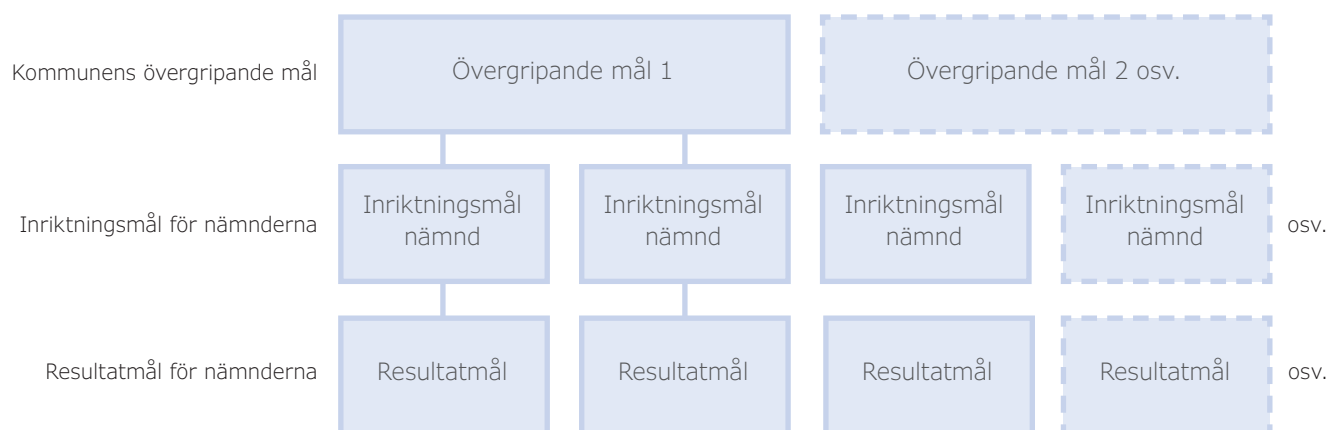 Kommunens övergripande mål
Övergripande mål 1
Övergripande mål 2 osv.
Inriktningsmål för nämnderna
Inriktningsmål
nämnd
Inriktningsmål
nämnd
Inriktningsmål
nämnd
Inriktningsmål
nämnd
osv.
Resultatmål för nämnderna
Resultatmål
Resultatmål
Resultatmål
Resultatmål
osv.